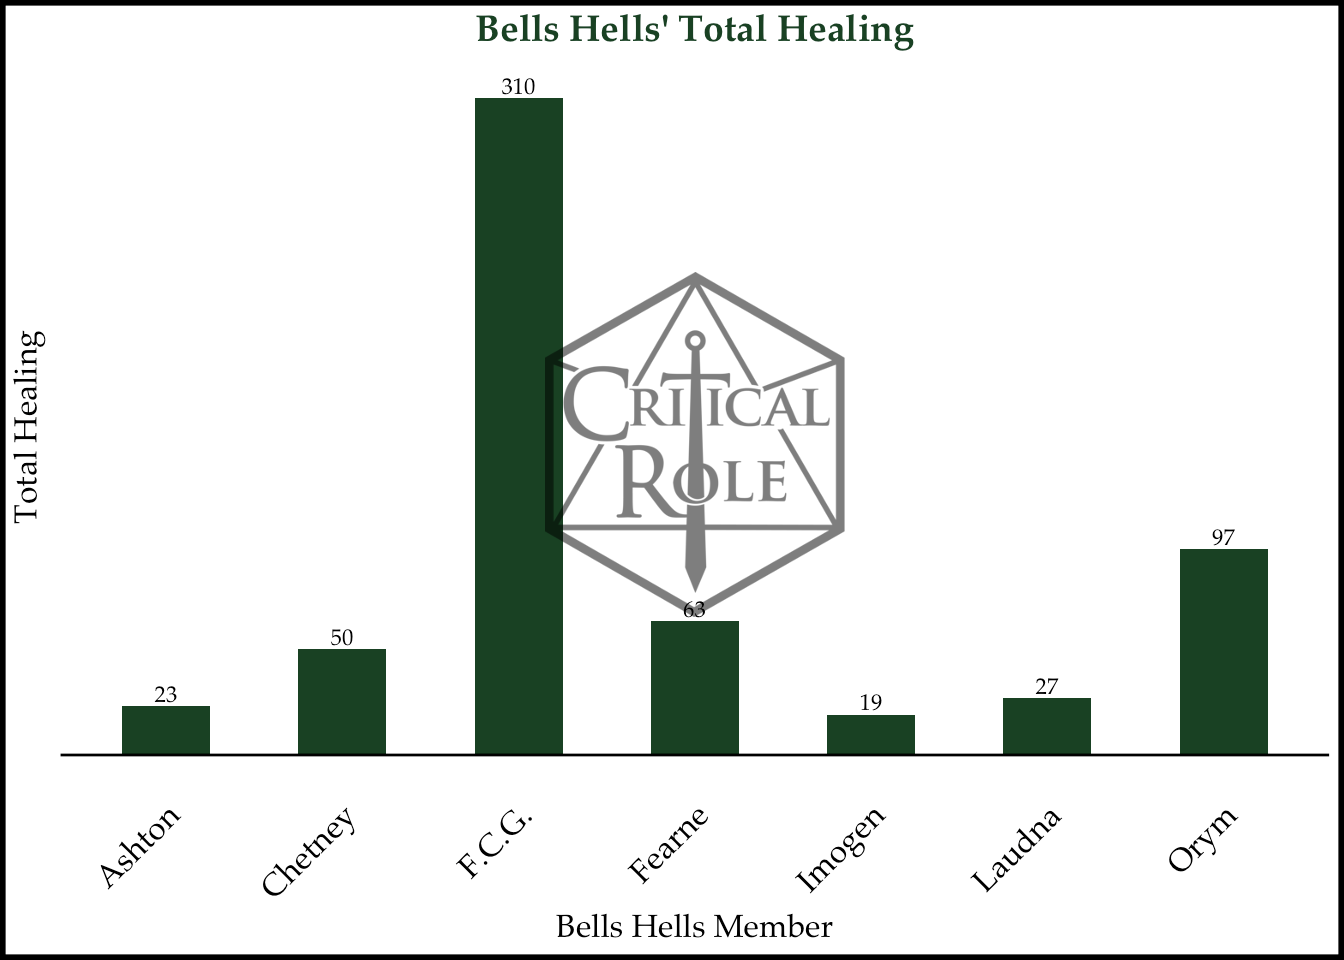 Bells Hells' Total Healing
310
CRITICAL
ROLE
Total Healing
97
63
50
27
23
19
Ashton
Chetney
F.C.G.
Fearne
Imogen
Laudna
Orym
Bells Hells Member